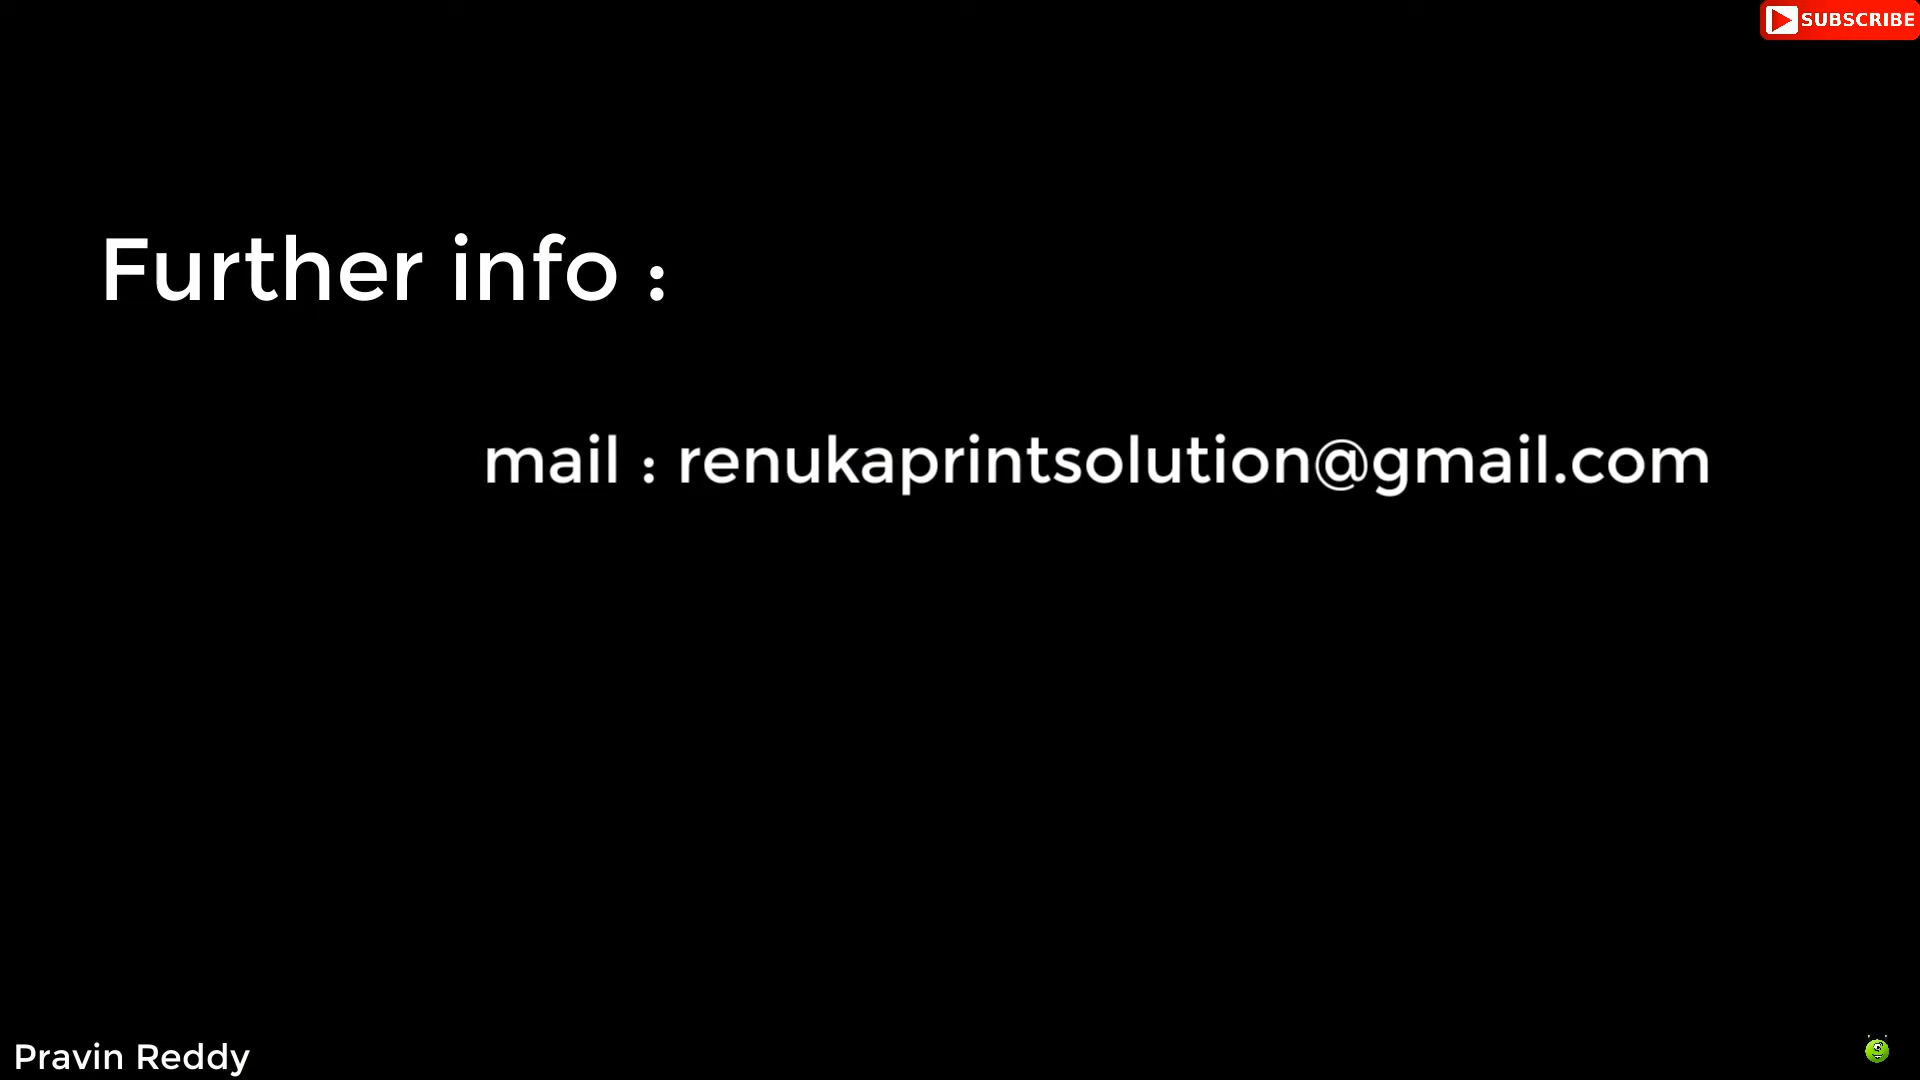 SUBSCRIBE
Further info :
mail : renukaprintsolution@gmail.com
Pravin Reddy